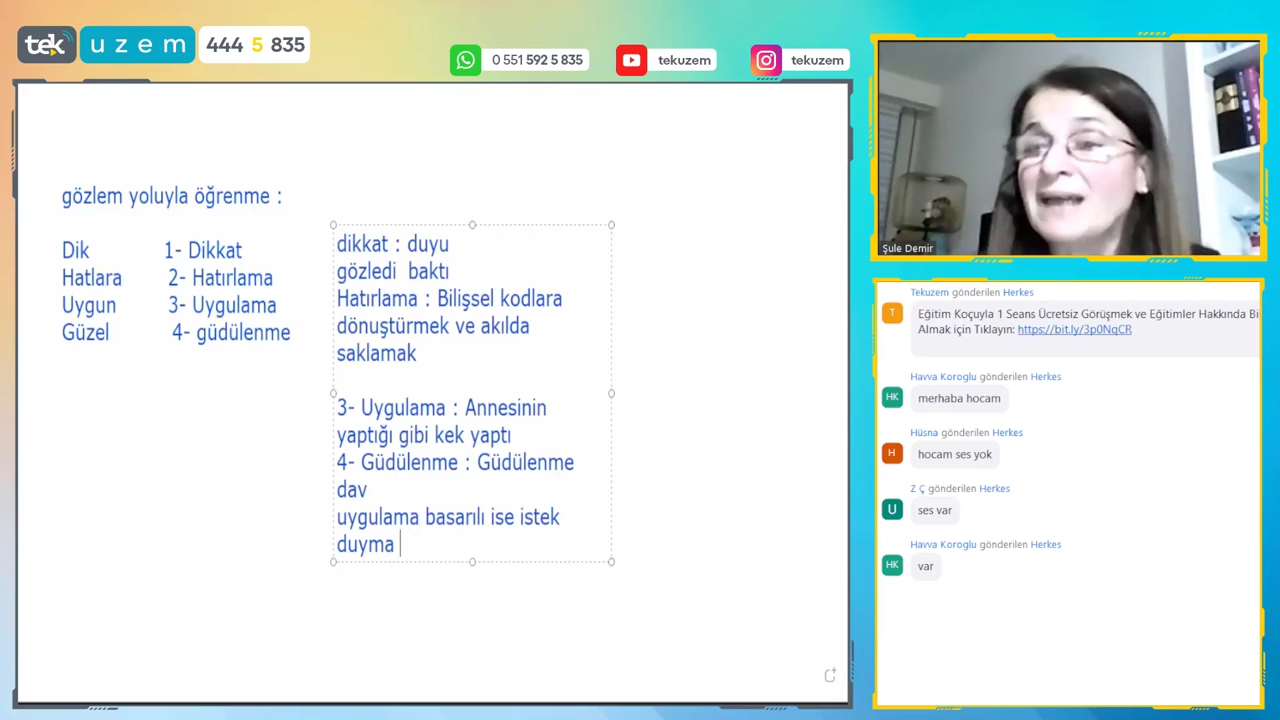 tek
uzem
444 5 835
0 551 592 5 835
tekuzem
tekuzem
gözlem yoluyla öğrenme :
Dik 1- Dikkat
Hatlara 2- Hatırlama
Uygun 3- Uygulama
Güzel 4- güdülenme
dikkat : duyu
gözledi baktı
Hatırlama : Bilişsel kodlara
dönuştürmek ve akılda
saklamak
3- Uygulama : Annesinin
yaptığı gibi kek yaptı
4- Güdülenme : Güdülenme
dav
uygulama basarılı ise istek
duyma
Şule Demir
Tekuzem gönderilen Herkes
T
Eğitim Koçuyla 1 Seans Ücretsiz Görüşmek ve Eğitimler Hakkında Bi
Almak için Tıklayın: https://bit.ly/3p0NqCR
Havva Koroglu gönderilen Herkes
HK
merhaba hocam
Hüsna gönderilen Herkes
H
hocam ses yok
Z Ç gönderilen Herkes
U
ses var
Havva Koroglu gönderilen Herkes
HK
var